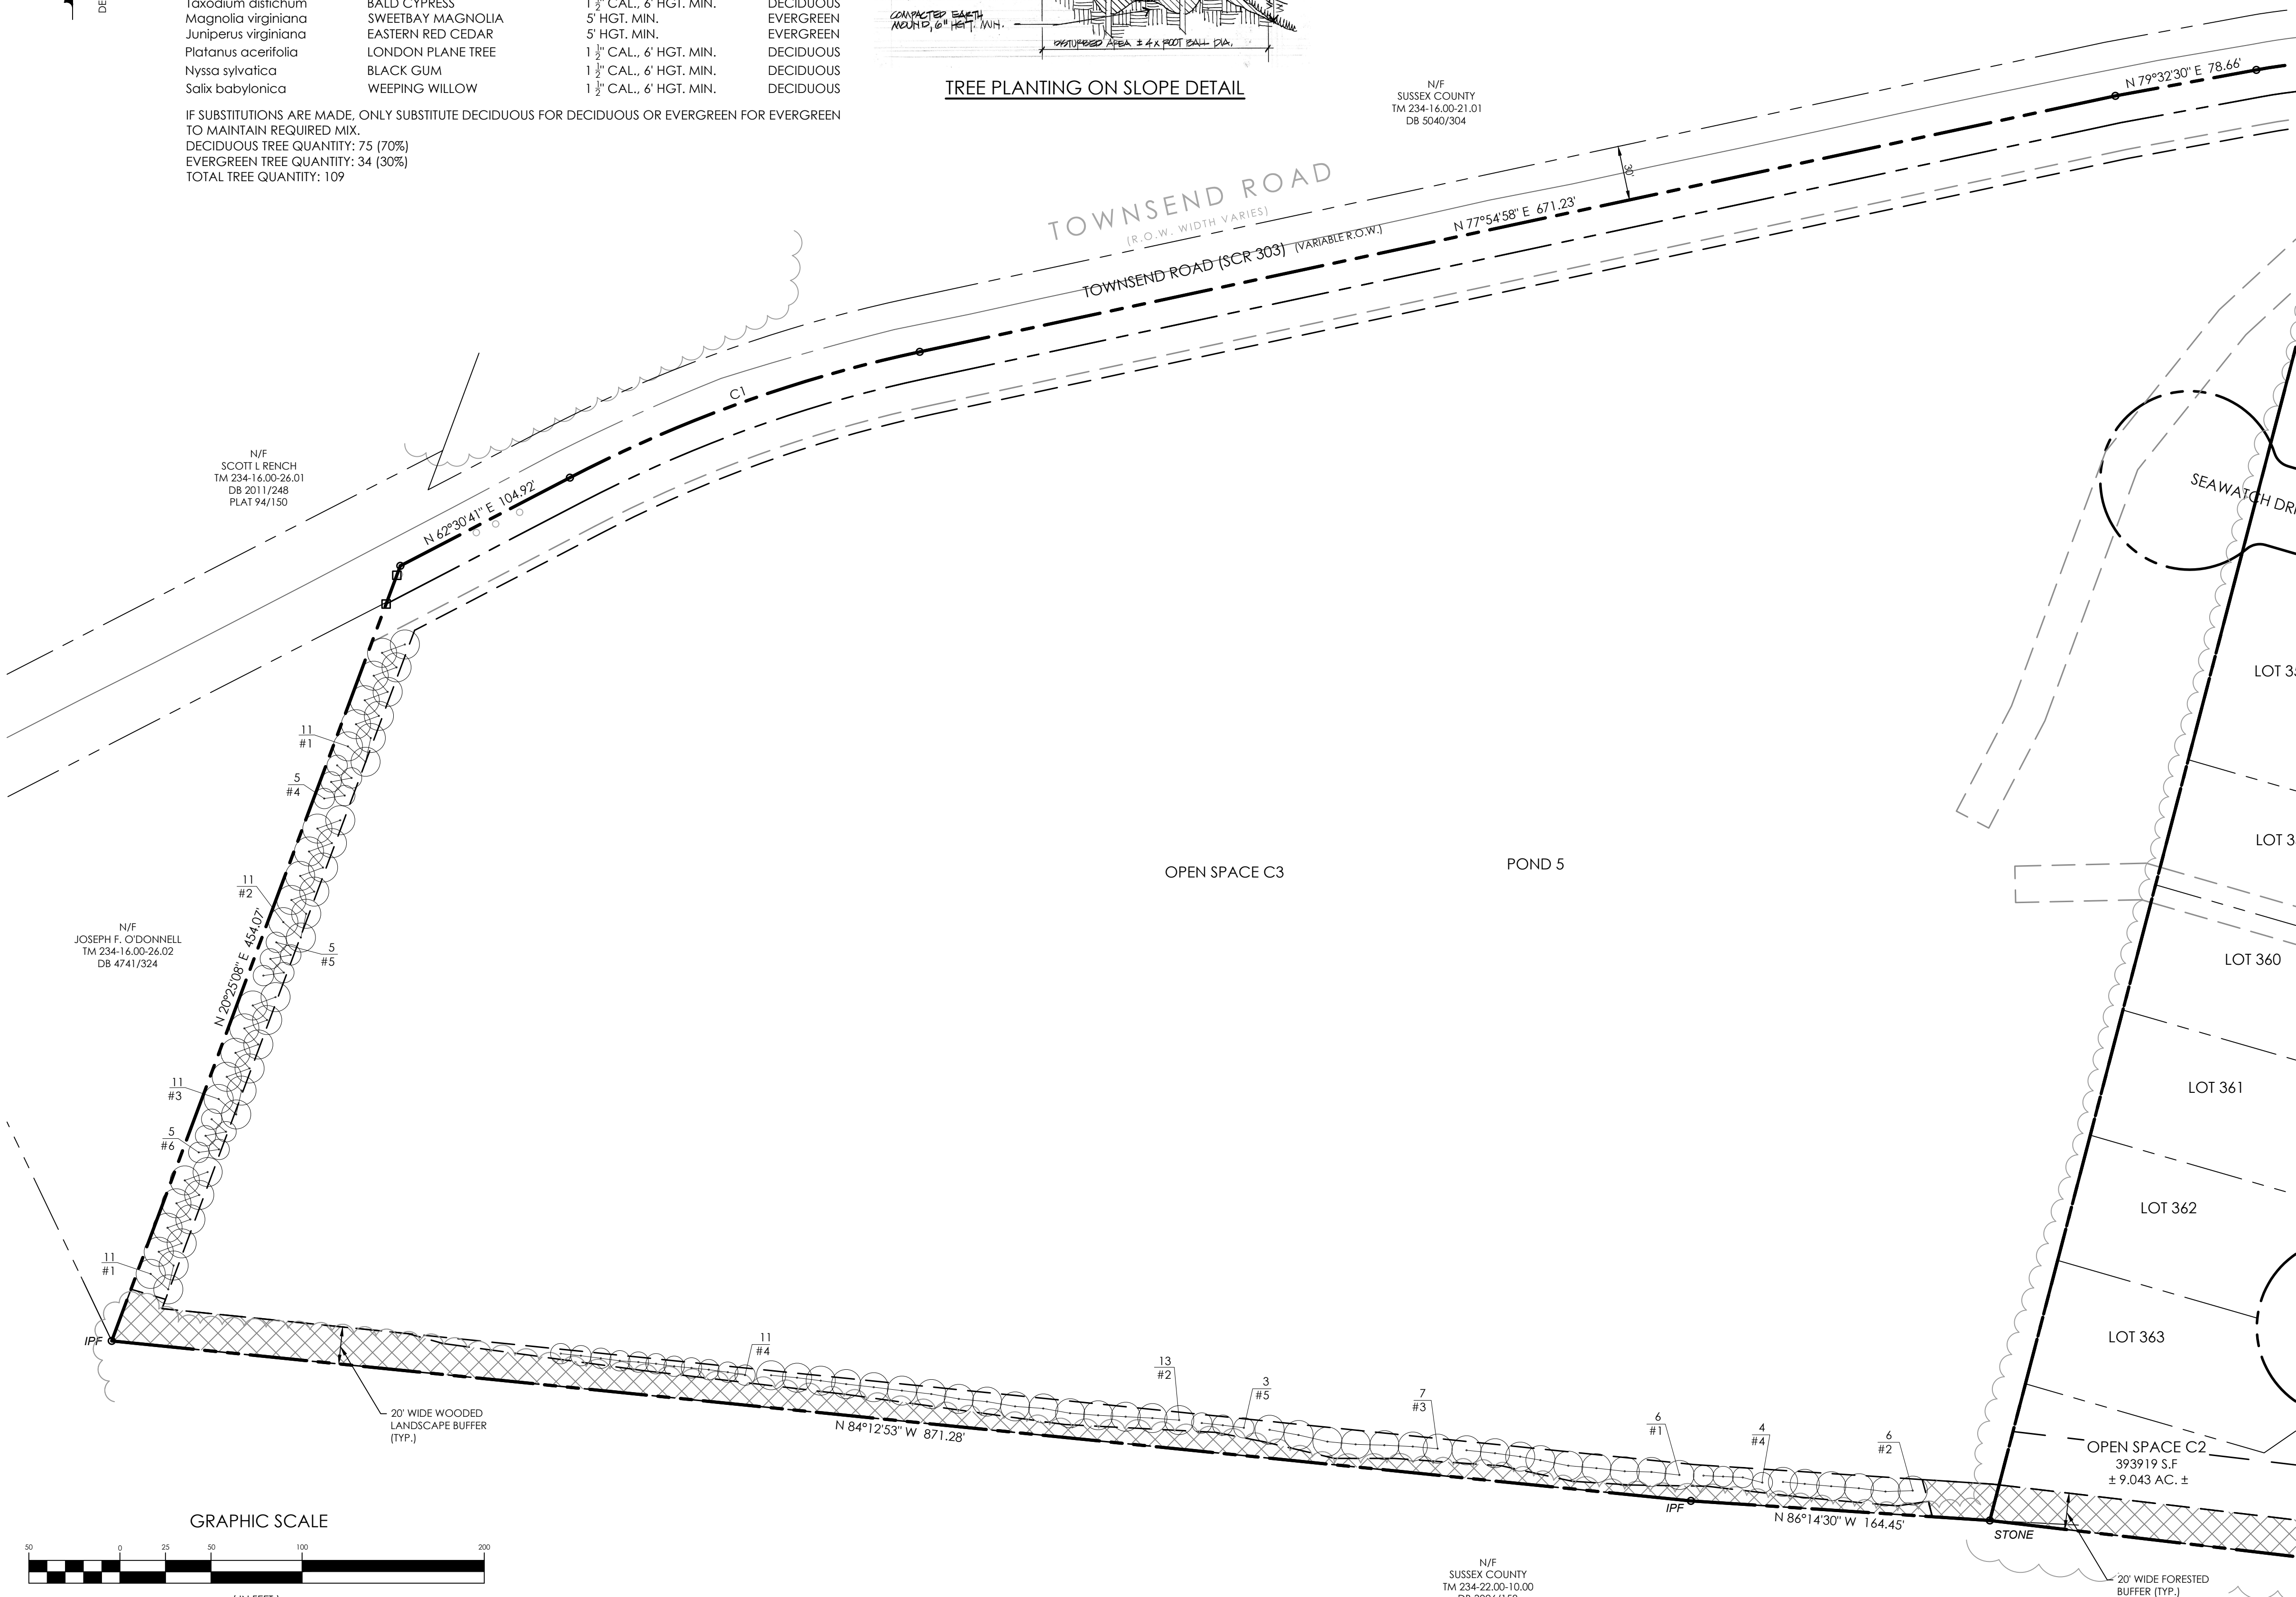 DE
Taxodium distichum BALD CYPRESS 1 ½" CAL., 6' HGT. MIN. DECIDUOUS
Magnolia virginiana SWEETBAY MAGNOLIA 5' HGT. MIN. EVERGREEN
Juniperus virginiana EASTERN RED CEDAR 5' HGT. MIN. EVERGREEN
Platanus acerifolia LONDON PLANE TREE 1 ½" CAL., 6' HGT. MIN. DECIDUOUS
Nyssa sylvatica BLACK GUM 1 ½" CAL., 6' HGT. MIN. DECIDUOUS
Salix babylonica WEEPING WILLOW 1 ½" CAL., 6' HGT. MIN. DECIDUOUS
IF SUBSTITUTIONS ARE MADE, ONLY SUBSTITUTE DECIDUOUS FOR DECIDUOUS OR EVERGREEN FOR EVERGREEN
TO MAINTAIN REQUIRED MIX.
DECIDUOUS TREE QUANTITY: 75 (70%)
EVERGREEN TREE QUANTITY: 34 (30%)
TOTAL TREE QUANTITY: 109
COMPACTED EARTH
MOUND, 6" HGT. MIN.
DISTURBED AREA ± 4 x ROOT BALL DIA.
TREE PLANTING ON SLOPE DETAIL
N/F
SUSSEX COUNTY
TM 234-16.00-21.01
DB 5040/304
N 79°32'30" E 78.66'
30'
TOWNSEND ROAD
(R.O.W. WIDTH VARIES)
TOWNSEND ROAD (SCR 303) (VARIABLE R.O.W.)
N 77°54'58" E 671.23'
C1
N/F
SCOTT L RENCH
TM 234-16.00-26.01
DB 2011/248
PLAT 94/150
N 62°30'41" E 104.92'
SEAWATCH DRI
LOT 35
LOT 3
11
#1
5
#4
11
#2
5
#5
N 20°25'08" E 454.07'
N/F
JOSEPH F. O'DONNELL
TM 234-16.00-26.02
DB 4741/324
OPEN SPACE C3
POND 5
LOT 360
LOT 361
LOT 362
LOT 363
11
#3
5
#6
11
#1
IPF
20' WIDE WOODED
LANDSCAPE BUFFER
(TYP.)
11
#4
N 84°12'53" W 871.28'
13
#2
3
#5
7
#3
6
#1
4
#4
6
#2
IPF
N 86°14'30" W 164.45'
STONE
OPEN SPACE C2
393919 S.F
± 9.043 AC. ±
20' WIDE FORESTED
BUFFER (TYP.)
GRAPHIC SCALE
50 0 25 50 100 200
N/F
SUSSEX COUNTY
TM 234-22.00-10.00